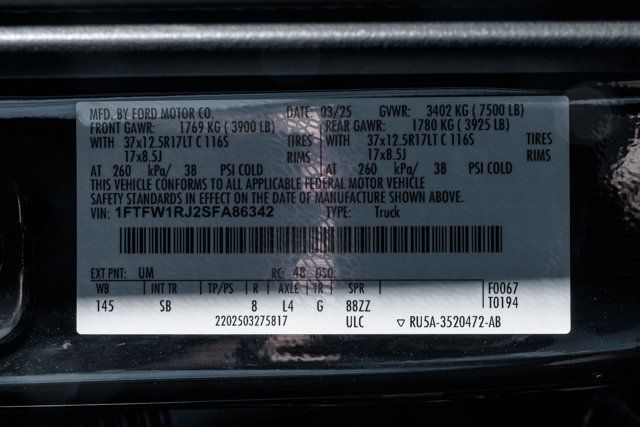 MFD. BY FORD MOTOR CO. DATE: 03/25 GVWR: 3402 KG ( 7500 LB)
FRONT GAWR: 1769 KG ( 3900 LB) REAR GAWR: 1780 KG ( 3925 LB)
WITH 37x12.5R17LT C 116S TIRES WITH 37x12.5R17LT C 116S TIRES
17x8.5J RIMS 17x8.5J RIMS
AT 260 kPa/ 38 PSI COLD AT 260 kPa/ 38 PSI COLD
THIS VEHICLE CONFORMS TO ALL APPLICABLE FEDERAL MOTOR VEHICLE
SAFETY STANDARDS IN EFFECT ON THE DATE OF MANUFACTURE SHOWN ABOVE.
VIN: 1FTFW1RJ2SFA86342 TYPE: Truck
EXT PNT: UM RC: 48 DSO:
WB INT TR TP/PS R AXLE TR SPR F0067
145 SB 8 L4 G 88ZZ T0194
2202503275817 ULC ▽ RU5A-3520472-AB